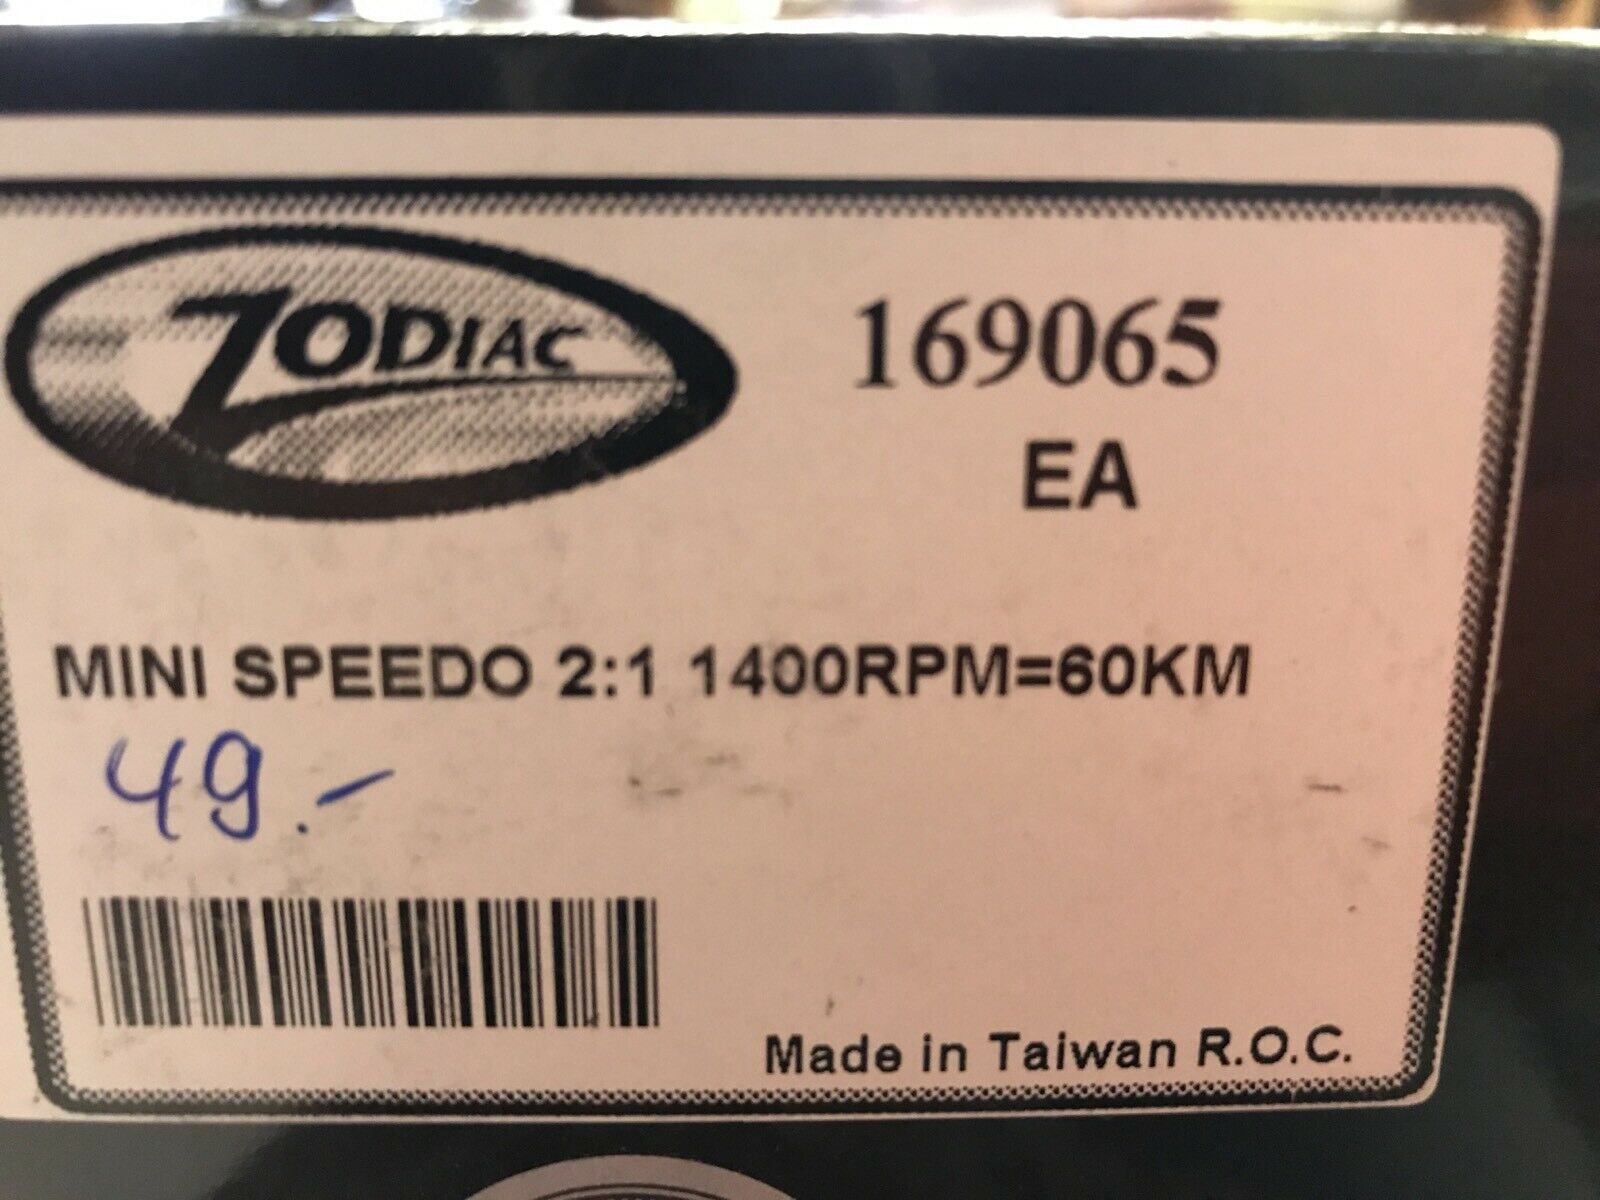 ZODIAC
169065
EA
MINI SPEEDO 2:1 1400RPM=60KM
49.-
Made in Taiwan R.O.C.